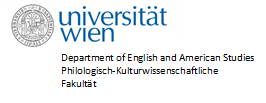 universität
wien
Department of English and American Studies
Philologisch-Kulturwissenschaftliche
Fakultät